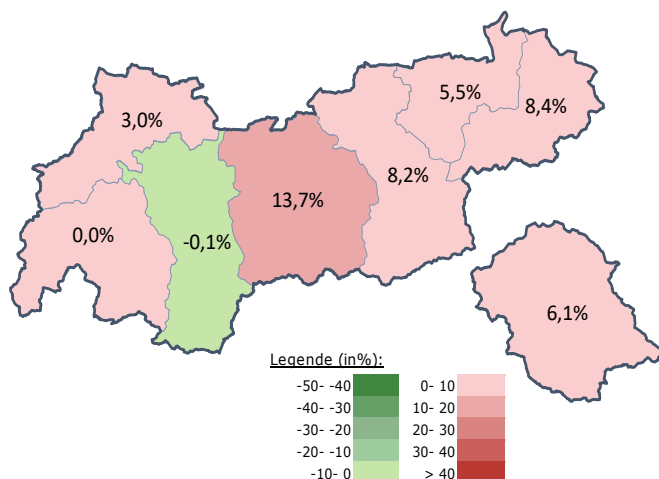 5,5%
8,4%
3,0%
8,2%
13,7%
0,0%
-0,1%
6,1%
Legende (in%):
-50- -40 0- 10
-40- -30 10- 20
-30- -20 20- 30
-20- -10 30- 40
-10- 0 > 40